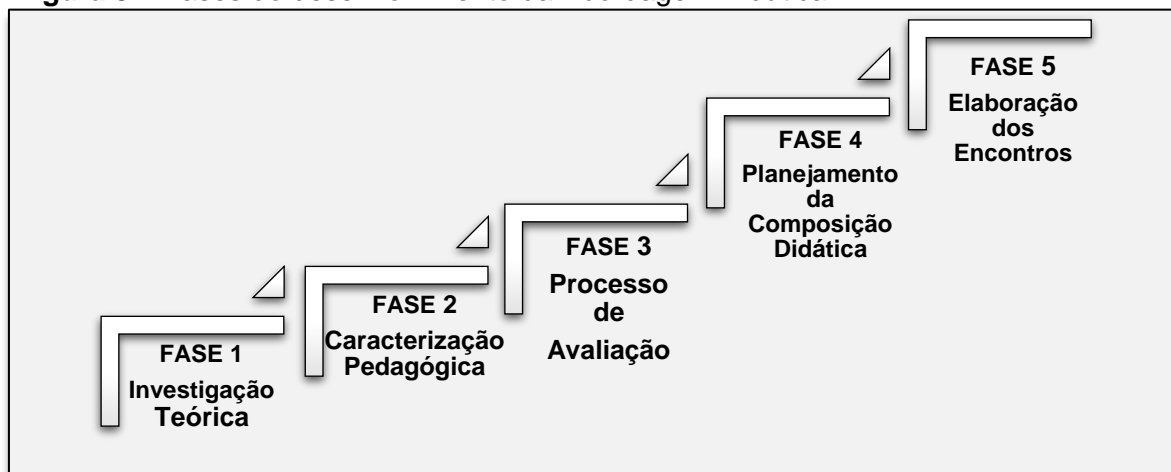 FASE 1
Investigação
Teórica
FASE 2
Caracterização
Pedagógica
FASE 3
Processo
de
Avaliação
FASE 4
Planejamento
da
Composição
Didática
FASE 5
Elaboração
dos
Encontros